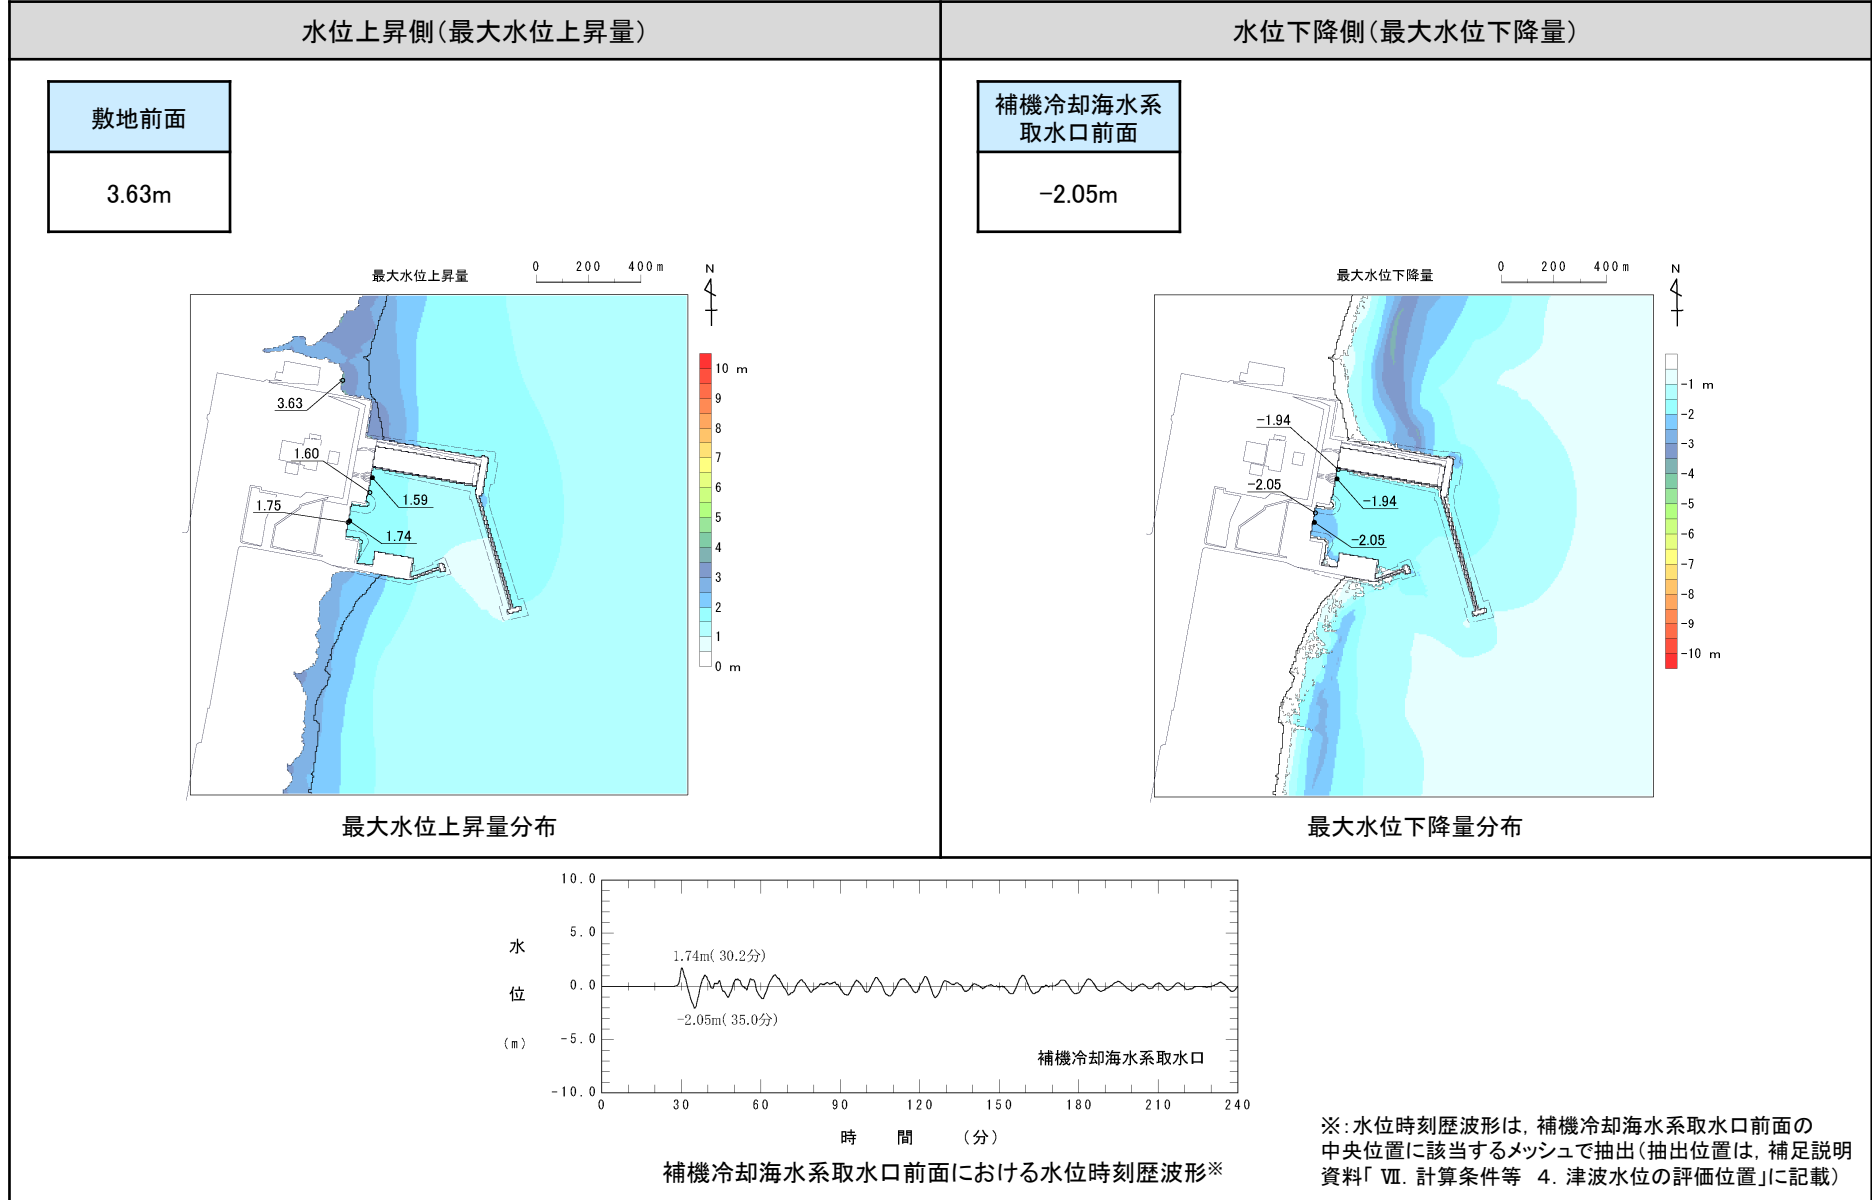 水位上昇側（最大水位上昇量）
敷地前面
3.63m
最大水位上昇量
0 200 400m
N
3.63
1.60
1.59
1.75
1.74
10 m
9
8
7
6
5
4
3
2
1
0 m
最大水位上昇量分布
水位下降側（最大水位下降量）
補機冷却海水系
取水口前面
-2.05m
最大水位下降量
0 200 400m
N
-1.94
-2.05
-1.94
-2.05
-1 m
-2
-3
-4
-5
-6
-7
-8
-9
-10 m
最大水位下降量分布
10.0
5.0
0.0
-5.0
-10.0
水位(m)
1.74m( 30.2分)
-2.05m( 35.0分)
補機冷却海水系取水口
0 30 60 90 120 150 180 210 240
時 間 (分)
補機冷却海水系取水口前面における水位時刻歴波形※
※:水位時刻歴波形は, 補機冷却海水系取水口前面の
中央位置に該当するメッシュで抽出(抽出位置は, 補足説明
資料「Ⅶ. 計算条件等 4. 津波水位の評価位置」に記載)